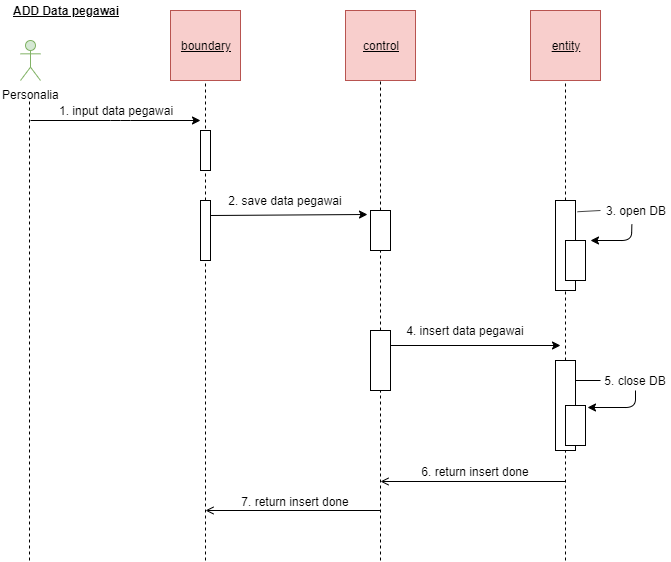 ADD Data pegawai
boundary
control
entity
Personalia
1. input data pegawai
2. save data pegawai
3. open DB
4. insert data pegawai
5. close DB
6. return insert done
7. return insert done